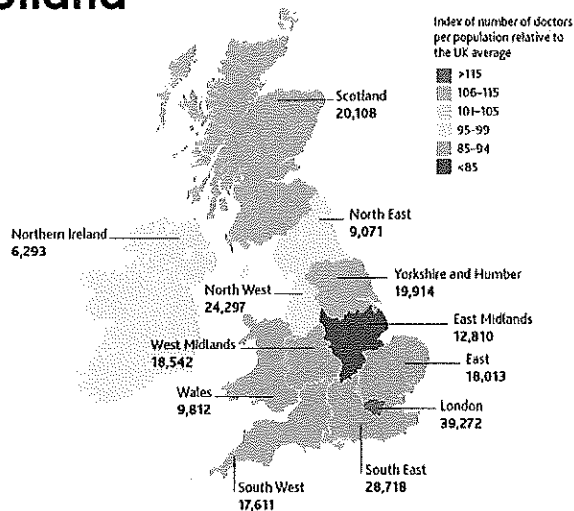 Index of number of doctors
per population relative to
the UK average
>115
106–115
101–105
95–99
85–94
<85
Scotland
20,108
North East
9,071
Northern Ireland
6,293
Yorkshire and Humber
19,914
North West
24,297
East Midlands
12,810
West Midlands
18,542
East
18,013
Wales
9,812
London
39,272
South East
28,718
South West
17,611